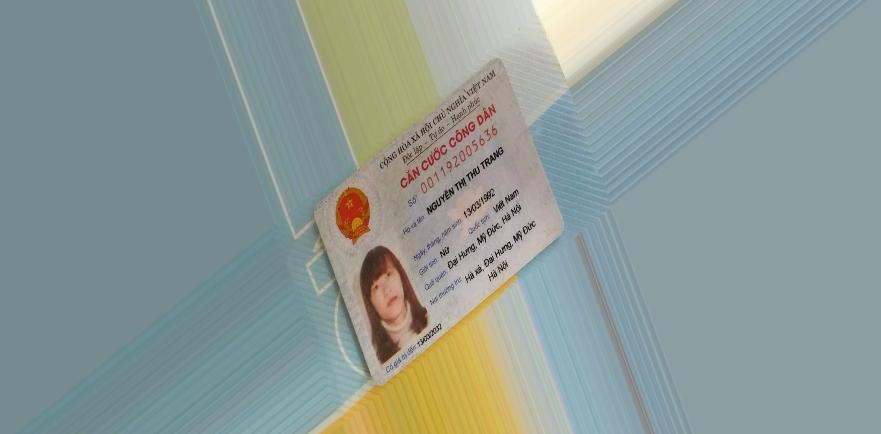 CỘNG HÒA XÃ HỘI CHỦ NGHĨA VIỆT NAM
Độc lập - Tự do - Hạnh phúc
CĂN CƯỚC CÔNG DÂN
Số 001192005636
Họ và tên NGUYỄN THỊ THU TRANG
Ngày, tháng, năm sinh 13/03/1992
Giới tính Nữ Quốc tịch Việt Nam
Quê quán Đại Hưng, Mỹ Đức, Hà Nội
Nơi thường trú Hà xá, Đại Hưng, Mỹ Đức
Hà Nội
Có giá trị đến 13/03/2032